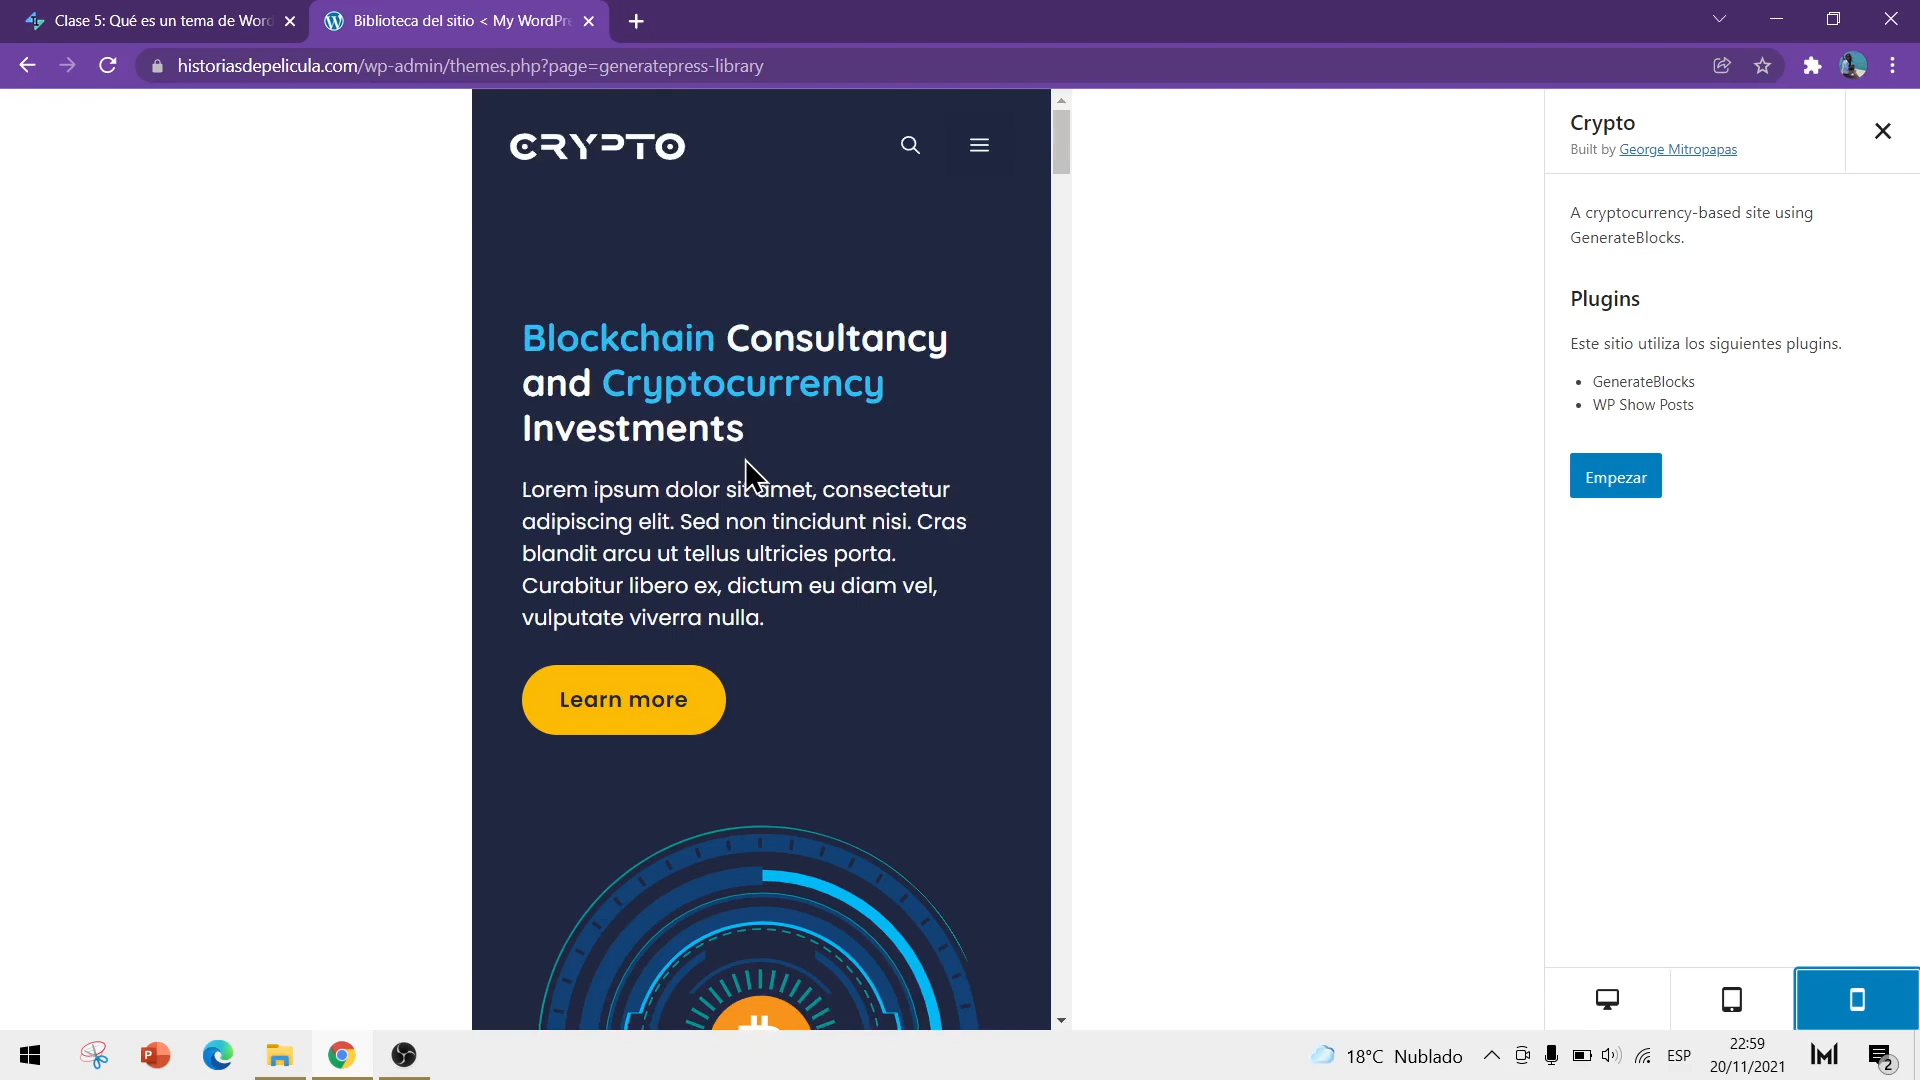 Clase 5: Qué es un tema de Word
Biblioteca del sitio < My WordPre
historiasdepelicula.com/wp-admin/themes.php?page=generatepress-library
CRYPTO
Blockchain Consultancy
and Cryptocurrency
Investments
Lorem ipsum dolor sit amet, consectetur
adipiscing elit. Sed non tincidunt nisi. Cras
blandit arcu ut tellus ultricies porta.
Curabitur libero ex, dictum eu diam vel,
vulputate viverra nulla.
Learn more
Crypto
Built by George Mitropapas
A cryptocurrency-based site using
GenerateBlocks.
Plugins
Este sitio utiliza los siguientes plugins.
• GenerateBlocks
• WP Show Posts
Empezar
18°C Nublado
ESP
22:59
20/11/2021
2